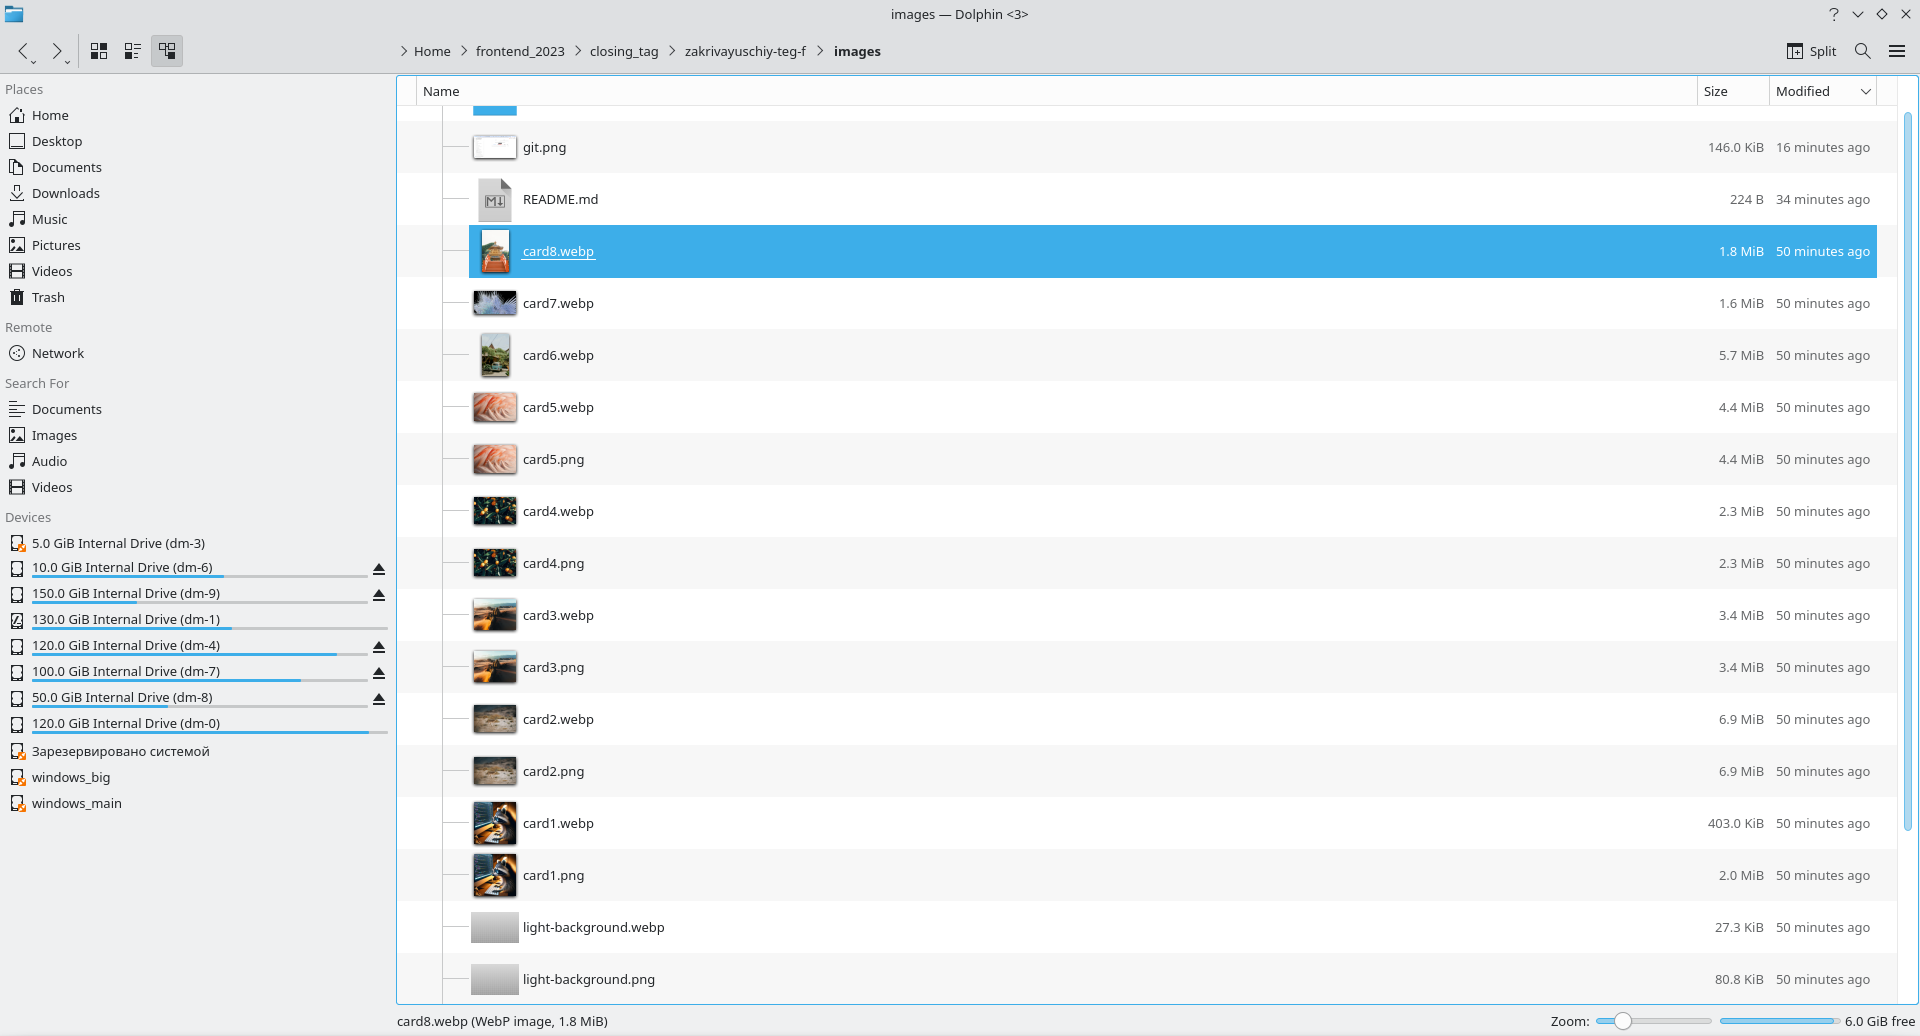 images — Dolphin <3>
Home
frontend_2023
closing_tag
zakrivayuschiy-teg-f
images
Split
Places
Home
Desktop
Documents
Downloads
Music
Pictures
Videos
Trash
Remote
Network
Search For
Documents
Images
Audio
Videos
Devices
5.0 GiB Internal Drive (dm-3)
10.0 GiB Internal Drive (dm-6)
150.0 GiB Internal Drive (dm-9)
130.0 GiB Internal Drive (dm-1)
120.0 GiB Internal Drive (dm-4)
100.0 GiB Internal Drive (dm-7)
50.0 GiB Internal Drive (dm-8)
120.0 GiB Internal Drive (dm-0)
Зарезервировано системой
windows_big
windows_main
Name Size Modified
git.png 146.0 KiB 16 minutes ago
README.md 224 B 34 minutes ago
card8.webp 1.8 MiB 50 minutes ago
card7.webp 1.6 MiB 50 minutes ago
card6.webp 5.7 MiB 50 minutes ago
card5.webp 4.4 MiB 50 minutes ago
card5.png 4.4 MiB 50 minutes ago
card4.webp 2.3 MiB 50 minutes ago
card4.png 2.3 MiB 50 minutes ago
card3.webp 3.4 MiB 50 minutes ago
card3.png 3.4 MiB 50 minutes ago
card2.webp 6.9 MiB 50 minutes ago
card2.png 6.9 MiB 50 minutes ago
card1.webp 403.0 KiB 50 minutes ago
card1.png 2.0 MiB 50 minutes ago
light-background.webp 27.3 KiB 50 minutes ago
light-background.png 80.8 KiB 50 minutes ago
card8.webp (WebP image, 1.8 MiB)
Zoom:
6.0 GiB free